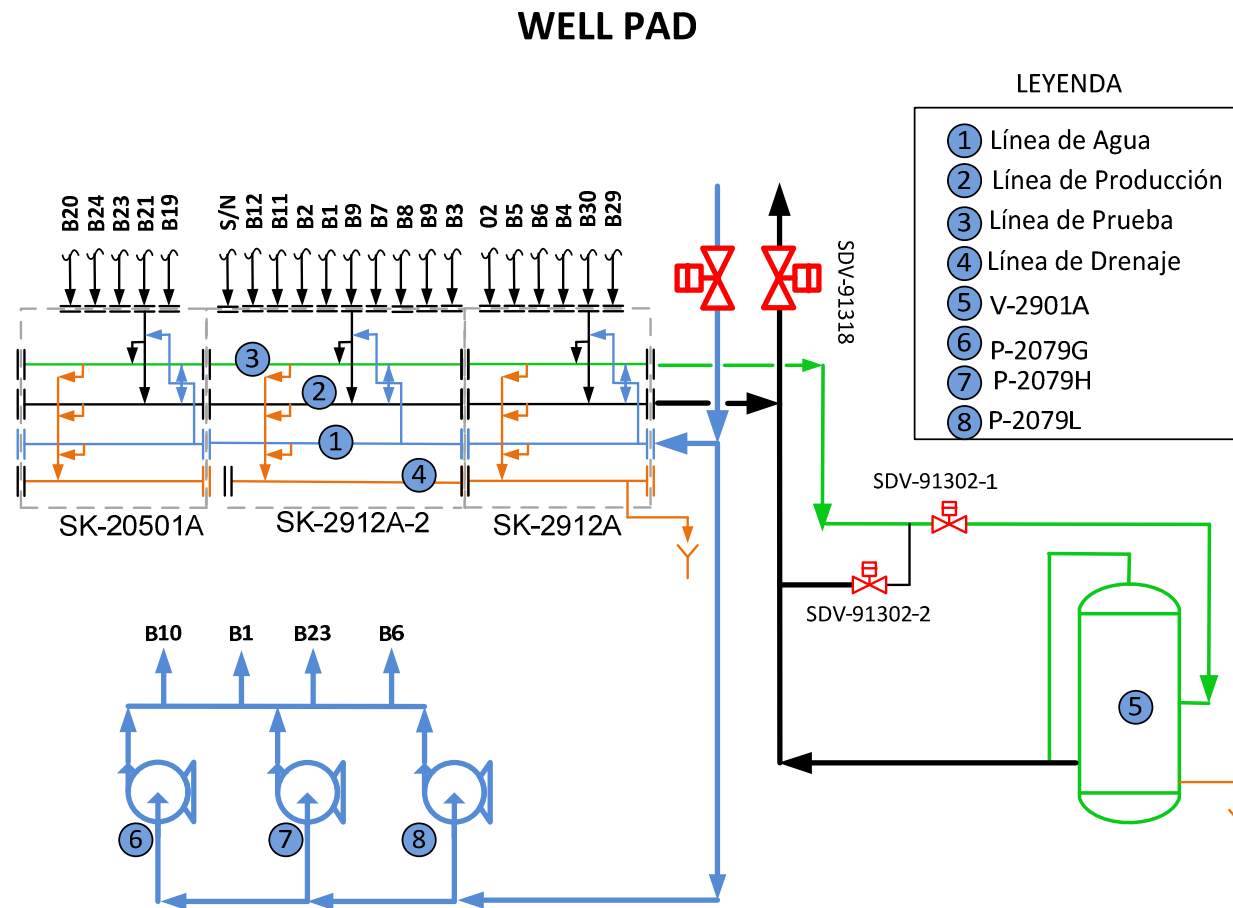 WELL PAD
LEYENDA
1 Línea de Agua
2 Línea de Producción
3 Línea de Prueba
4 Línea de Drenaje
5 V-2901A
6 P-2079G
7 P-2079H
8 P-2079L
B20 B24 B23 B21 B19
S/N B12 B11 B2 B1 B9 B7 B8 B9 B3
02 B5 B6 B4 B30 B29
SDV-91318
3
2
1
4
SK-20501A SK-2912A-2 SK-2912A
SDV-91302-1
SDV-91302-2
B10 B1 B23 B6
5
6 7 8